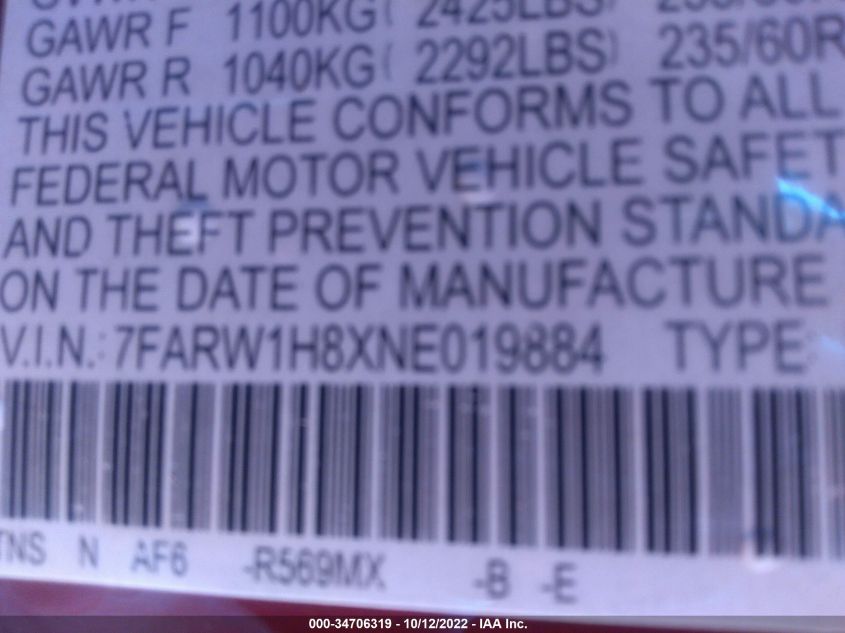 GAWR F 1100KG( 2425LBS)
GAWR R 1040KG( 2292LBS) 235/60R
THIS VEHICLE CONFORMS TO ALL
FEDERAL MOTOR VEHICLE SAFET
AND THEFT PREVENTION STANDA
ON THE DATE OF MANUFACTURE
V.I.N.: 7FARW1H8XNE019884 TYPE:
TNS N AF6 -R569MX -B -E
000-34706319 - 10/12/2022 - IAA Inc.